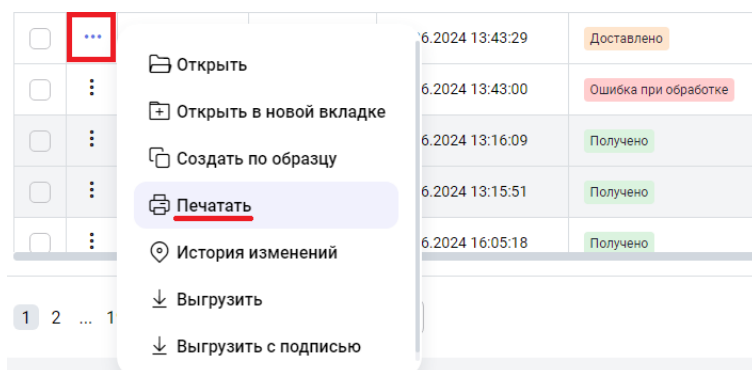 6.2024 13:43:29 Доставлено
Открыть
6.2024 13:43:00 Ошибка при обработке
Открыть в новой вкладке
6.2024 13:16:09 Получено
Создать по образцу
6.2024 13:15:51 Получено
Печатать
6.2024 16:05:18 Получено
История изменений
Выгрузить
1 2 ... 1
Выгрузить с подписью